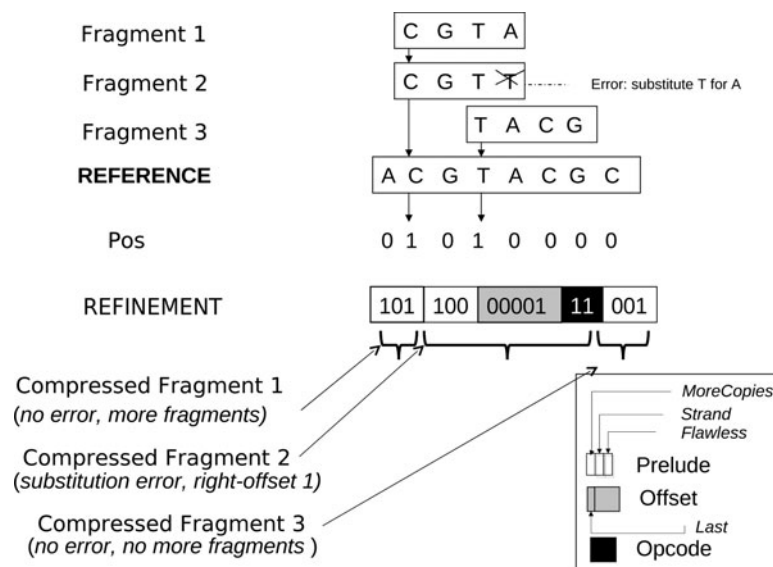 Fragment 1 C G T A
Fragment 2 C G T T Error: substitute T for A
Fragment 3 T A C G
REFERENCE A C G T A C G C
Pos 0 1 0 1 0 0 0 0
REFINEMENT 101 100 00001 11 001
Compressed Fragment 1
(no error, more fragments)
Compressed Fragment 2
(substitution error, right-offset 1)
Compressed Fragment 3
(no error, no more fragments )
MoreCopies
Strand
Flawless
Prelude
Offset
Last
Opcode